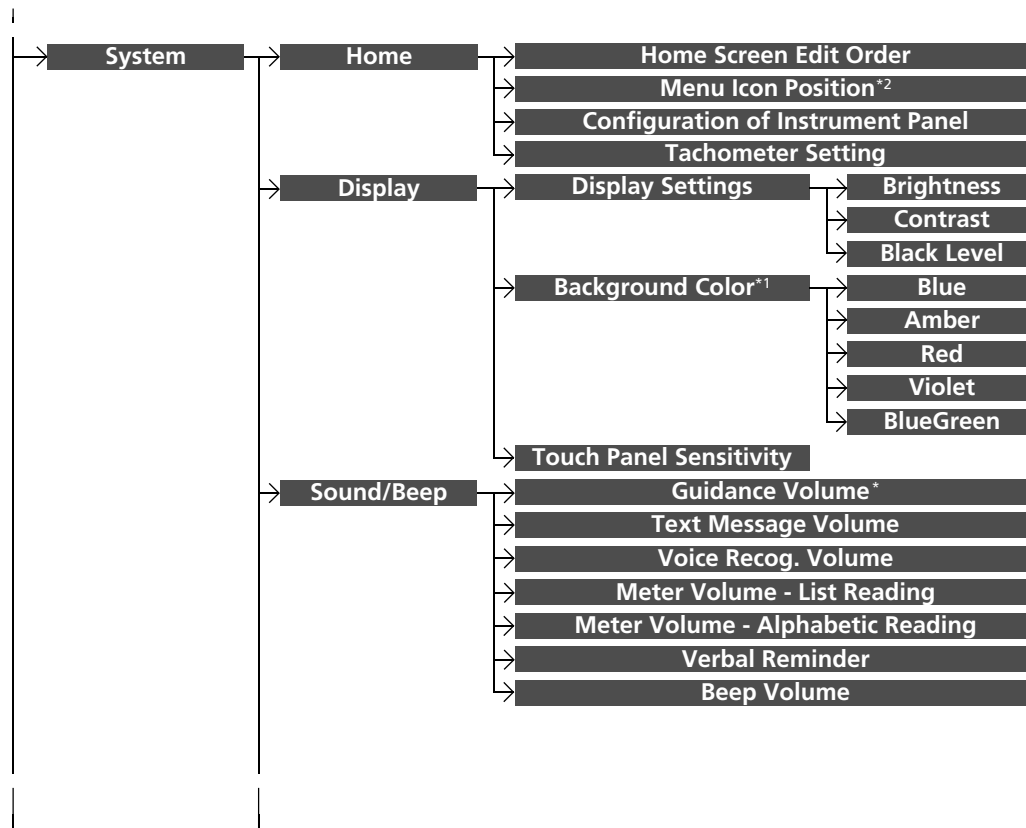 System
Home
Home Screen Edit Order
Menu Icon Position*2
Configuration of Instrument Panel
Tachometer Setting
Display
Display Settings
Brightness
Contrast
Black Level
Background Color*1
Blue
Amber
Red
Violet
BlueGreen
Touch Panel Sensitivity
Sound/Beep
Guidance Volume*
Text Message Volume
Voice Recog. Volume
Meter Volume - List Reading
Meter Volume - Alphabetic Reading
Verbal Reminder
Beep Volume